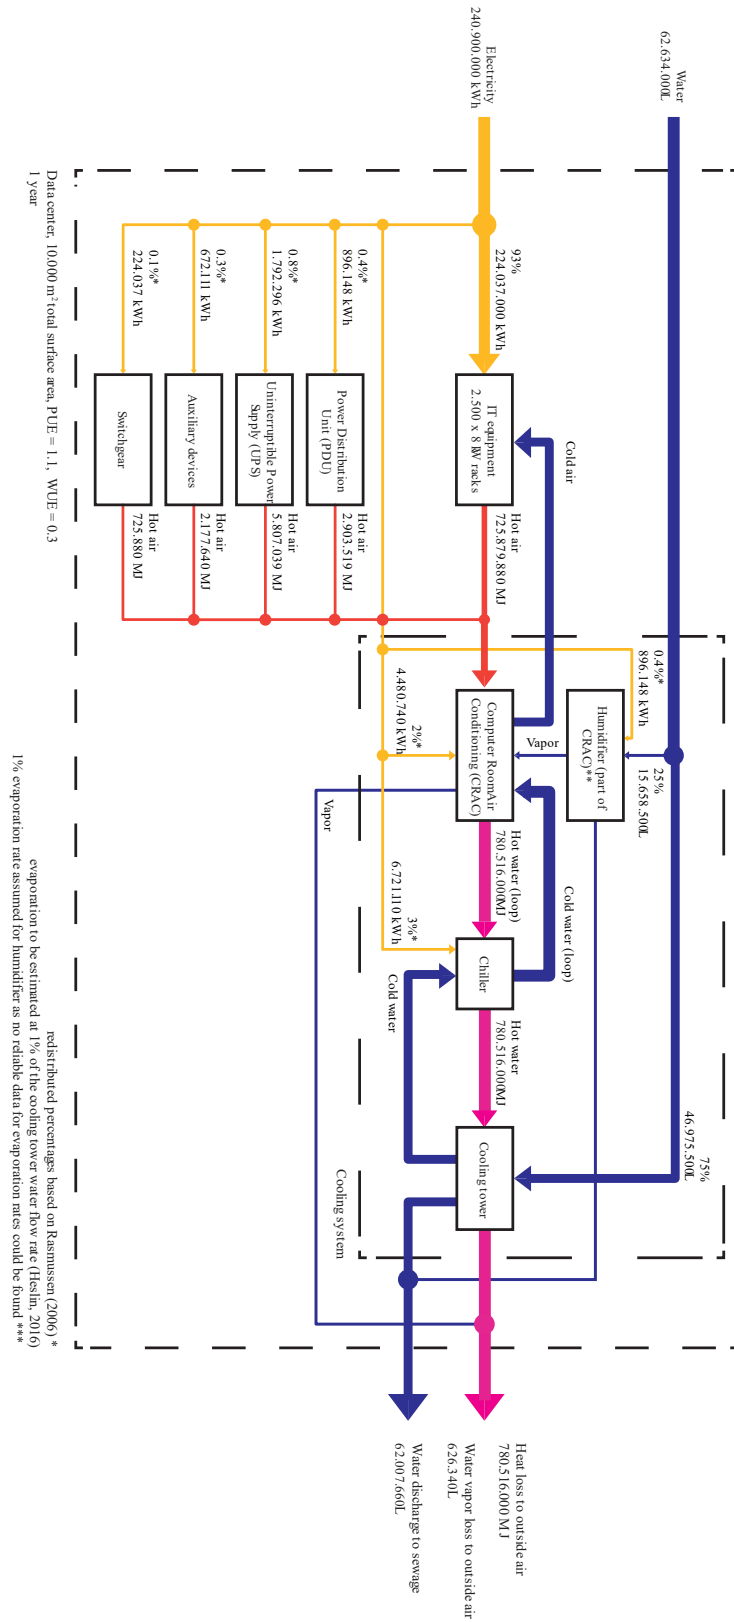 Water
62.634.000L
Electricity
240.900.000 kWh
93%
224.037.000 kWh
0.4%*
896.148 kWh
0.8%*
1.792.296 kWh
0.3%*
672.111 kWh
0.1%*
224.037 kWh
IT equipment
2.500 x 8 kW racks
Power Distribution
Unit (PDU)
Uninterruptible Power
Supply (UPS)
Auxiliary devices
Switchgear
Cold air
Hot air
725.879.880 MJ
Hot air
2.903.519 MJ
Hot air
5.807.039 MJ
Hot air
2.177.640 MJ
Hot air
725.880 MJ
0.4%*
896.148 kWh
25%
15.658.500L
Humidifier (part of
CRAC)**
Vapor
Computer Room Air
Conditioning (CRAC)
2%*
4.480.740 kWh
Vapor
Hot water (loop)
780.516.000MJ
Cold water (loop)
3%*
6.721.110 kWh
Chiller
Hot water
780.516.000MJ
Cold water
75%
46.975.500L
Cooling tower
Cooling system
Heat loss to outside air
780.516.000 MJ
Water vapor loss to outside air
626.340L
Water discharge to sewage
62.007.660L
Data center, 10.000 m² total surface area, PUE = 1.1, WUE = 0.3
1 year
redistributed percentages based on Rasmussen (2006) *
evaporation to be estimated at 1% of the cooling tower water flow rate (Heslin, 2016)
1% evaporation rate assumed for humidifier as no reliable data for evaporation rates could be found ***